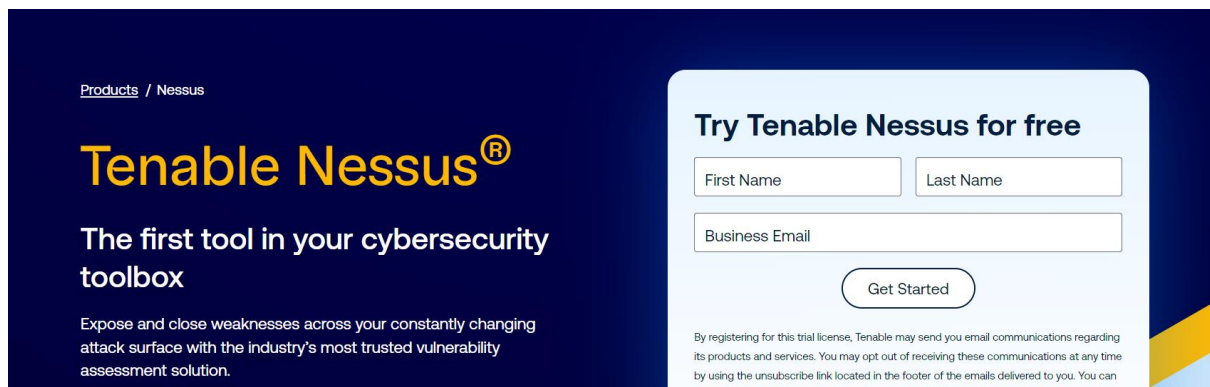 Products / Nessus
Tenable Nessus®
The first tool in your cybersecurity
toolbox
Expose and close weaknesses across your constantly changing
attack surface with the industry's most trusted vulnerability
assessment solution.
Try Tenable Nessus for free
First Name
Last Name
Business Email
Get Started
By registering for this trial license, Tenable may send you email communications regarding
its products and services. You may opt out of receiving these communications at any time
by using the unsubscribe link located in the footer of the emails delivered to you. You can